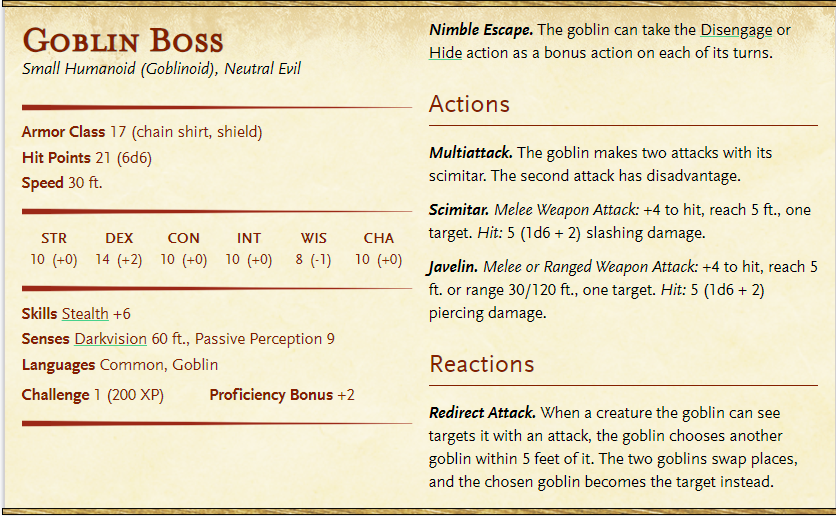 Goblin Boss
Small Humanoid (Goblinoid), Neutral Evil
Armor Class 17 (chain shirt, shield)
Hit Points 21 (6d6)
Speed 30 ft.
STR DEX CON INT WIS CHA
10 (+0) 14 (+2) 10 (+0) 10 (+0) 8 (-1) 10 (+0)
Skills Stealth +6
Senses Darkvision 60 ft., Passive Perception 9
Languages Common, Goblin
Challenge 1 (200 XP) Proficiency Bonus +2
Nimble Escape. The goblin can take the Disengage or
Hide action as a bonus action on each of its turns.
Actions
Multiattack. The goblin makes two attacks with its
scimitar. The second attack has disadvantage.
Scimitar. Melee Weapon Attack: +4 to hit, reach 5 ft., one
target. Hit: 5 (1d6 + 2) slashing damage.
Javelin. Melee or Ranged Weapon Attack: +4 to hit, reach 5
ft. or range 30/120 ft., one target. Hit: 5 (1d6 + 2)
piercing damage.
Reactions
Redirect Attack. When a creature the goblin can see
targets it with an attack, the goblin chooses another
goblin within 5 feet of it. The two goblins swap places,
and the chosen goblin becomes the target instead.